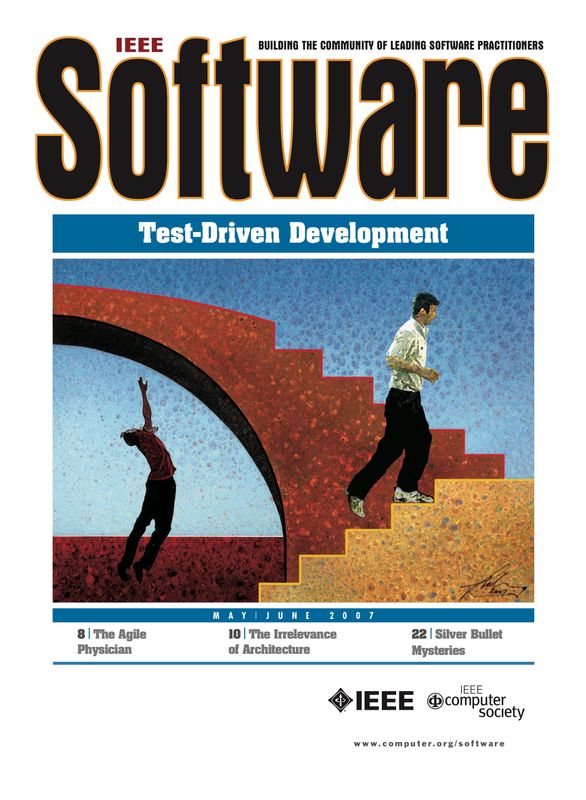 IEEE
BUILDING THE COMMUNITY OF LEADING SOFTWARE PRACTITIONERS
Software
Test-Driven Development
2007
MAY | JUNE 2007
8 | The Agile
Physician
10 | The Irrelevance
of Architecture
22 | Silver Bullet
Mysteries
IEEE
IEEE
computer
society
www.computer.org/software